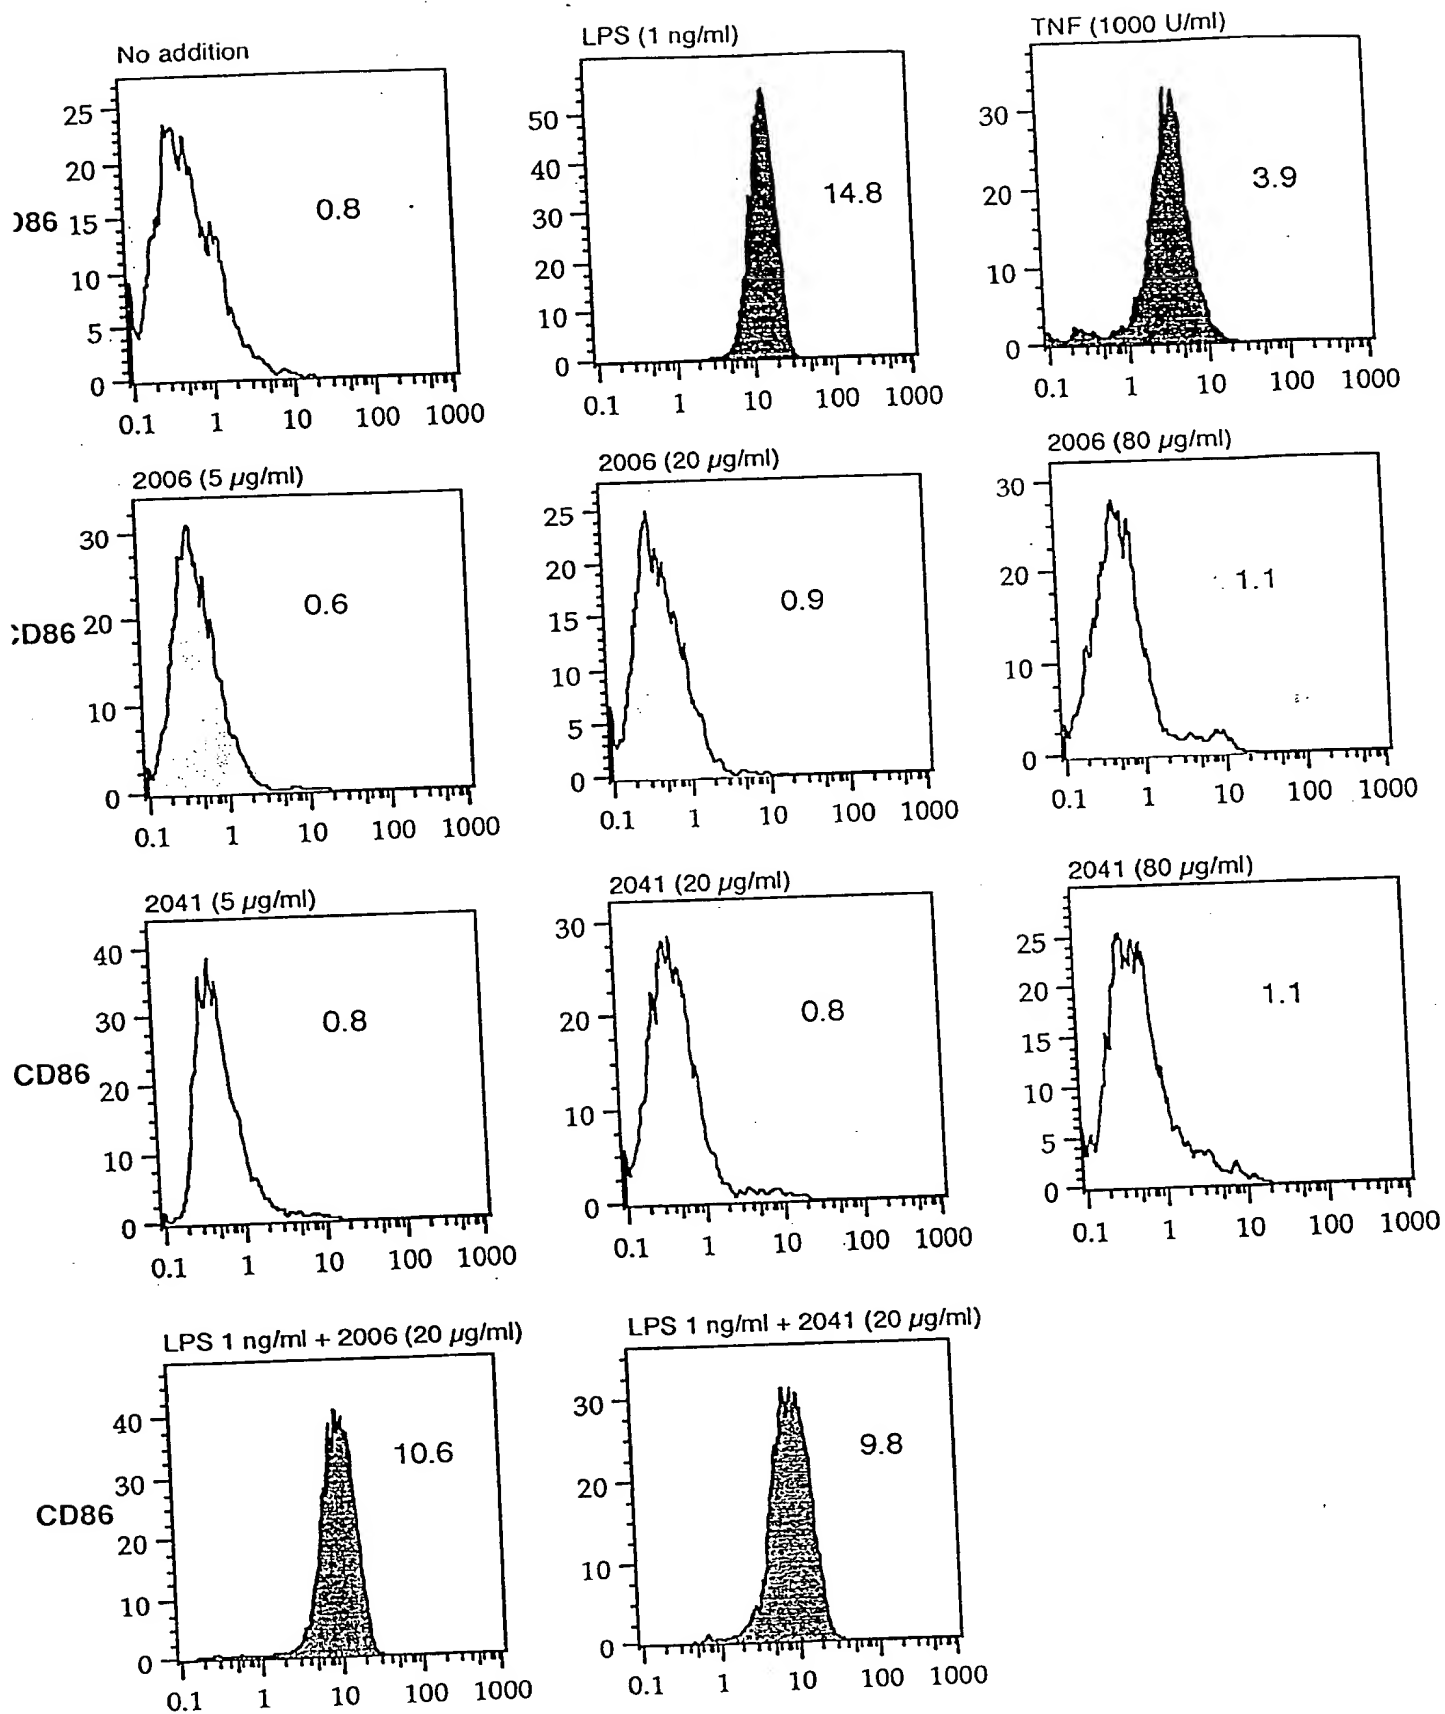 No addition
LPS (1 ng/ml)
TNF (1000 U/ml)
25
20
D86 15
10
5
0
0.8
0.1 1 10 100 1000
50
40
30
20
10
0
14.8
0.1 1 10 100 1000
30
20
10
0
3.9
0.1 1 10 100 1000
2006 (5 µg/ml)
2006 (20 µg/ml)
2006 (80 µg/ml)
30
CD86 20
10
0
0.6
0.1 1 10 100 1000
25
20
15
10
5
0
0.9
0.1 1 10 100 1000
30
20
10
0
1.1
0.1 1 10 100 1000
2041 (5 µg/ml)
2041 (20 µg/ml)
2041 (80 µg/ml)
40
30
CD86 20
10
0
0.8
0.1 1 10 100 1000
30
20
10
0
0.8
0.1 1 10 100 1000
25
20
15
10
5
0
1.1
0.1 1 10 100 1000
LPS 1 ng/ml + 2006 (20 µg/ml)
LPS 1 ng/ml + 2041 (20 µg/ml)
40
30
CD86
20
10
0
10.6
0.1 1 10 100 1000
30
20
10
0
9.8
0.1 1 10 100 1000